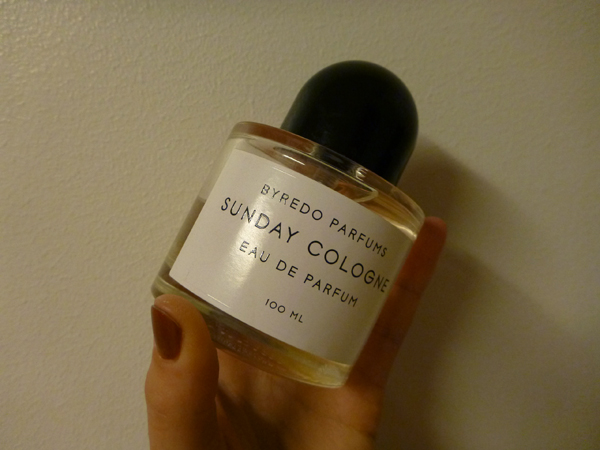 BYREDO PARFUMS
SUNDAY COLOGNE
EAU DE PARFUM
100 ML